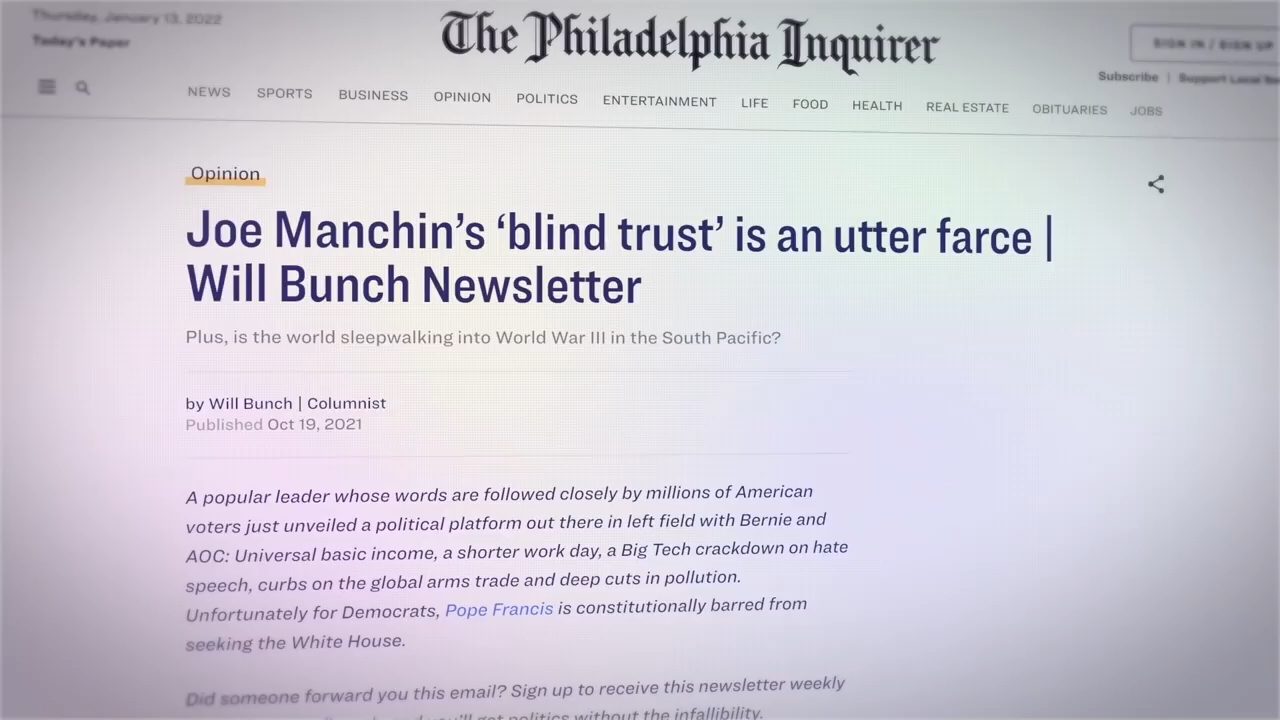 Thursday, January 13, 2022
The Philadelphia Inquirer
SIGN IN / SIGN UP
Today's Paper
Subscribe | Support Local
NEWS SPORTS BUSINESS OPINION POLITICS ENTERTAINMENT LIFE FOOD HEALTH REAL ESTATE OBITUARIES JOBS
Opinion
Joe Manchin's ‘blind trust’ is an utter farce |
Will Bunch Newsletter
Plus, is the world sleepwalking into World War III in the South Pacific?
by Will Bunch | Columnist
Published Oct 19, 2021
A popular leader whose words are followed closely by millions of American
voters just unveiled a political platform out there in left field with Bernie and
AOC: Universal basic income, a shorter work day, a Big Tech crackdown on hate
speech, curbs on the global arms trade and deep cuts in pollution.
Unfortunately for Democrats, Pope Francis is constitutionally barred from
seeking the White House.
Did someone forward you this email? Sign up to receive this newsletter weekly
you'll get politics without the infallibility.